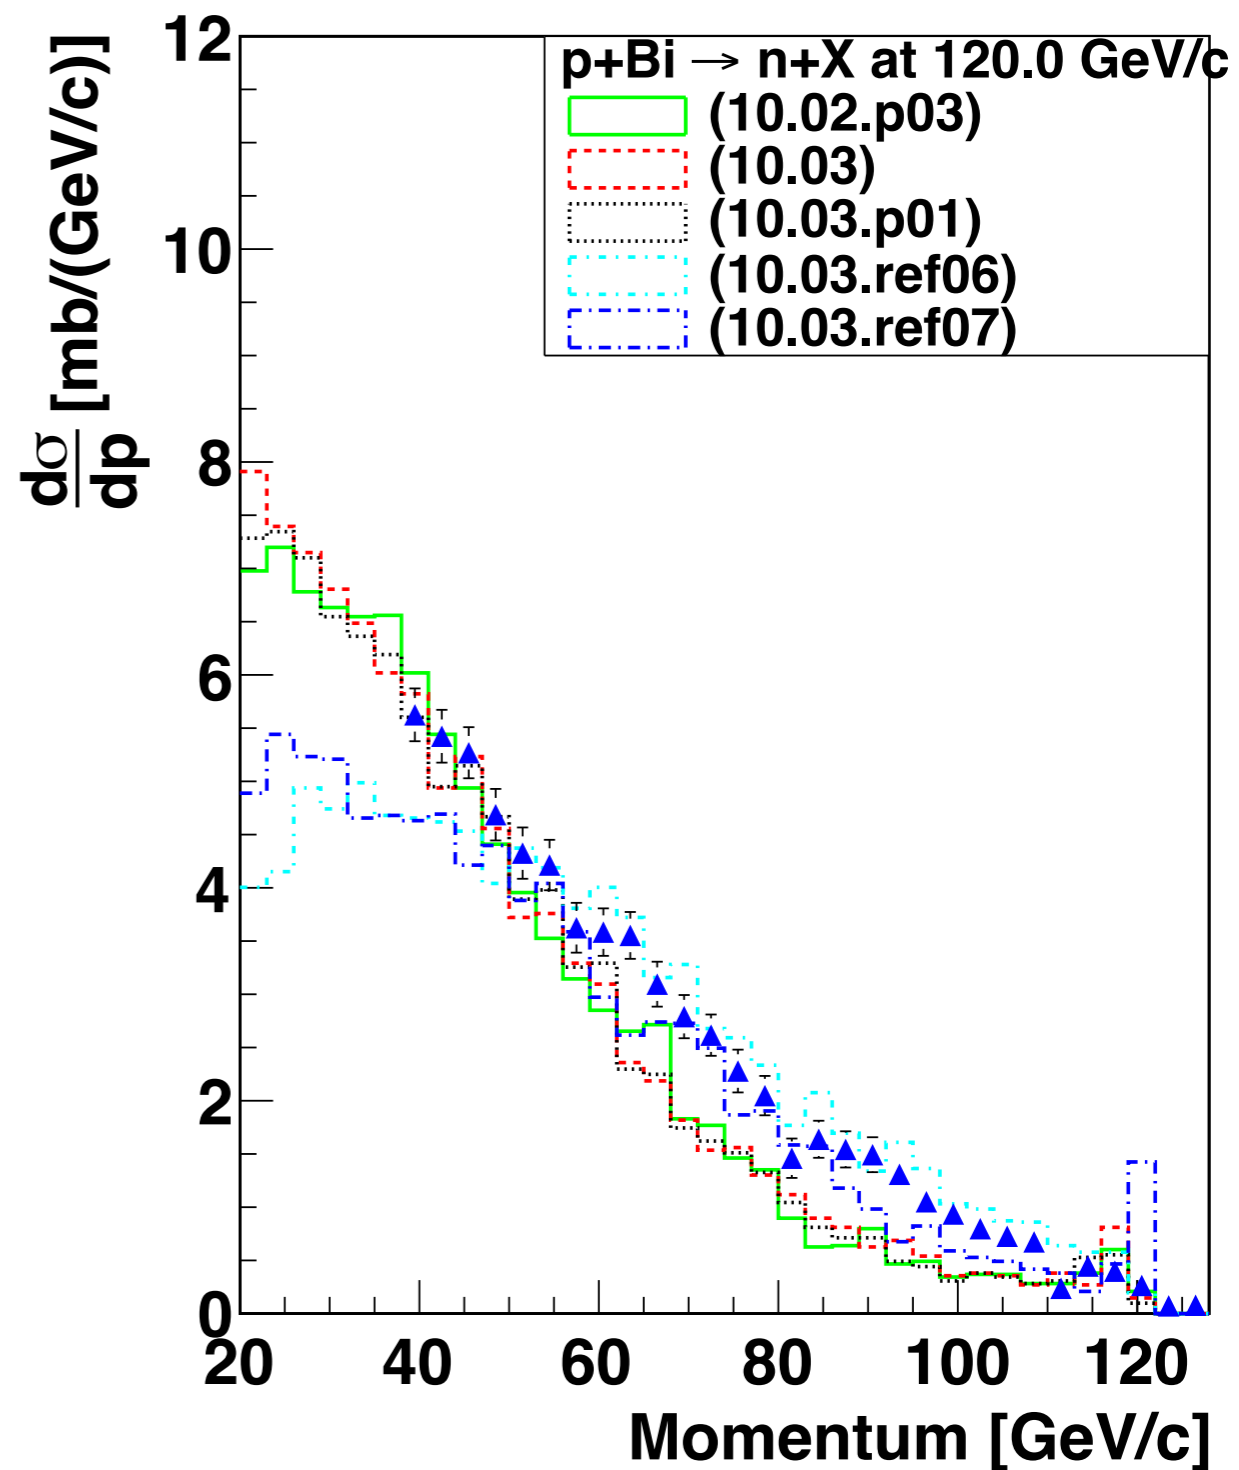 12
10
8
6
4
2
0
dσ
dp
[mb/(GeV/c)]
p+Bi → n+X at 120.0 GeV/c
(10.02.p03)
(10.03)
(10.03.p01)
(10.03.ref06)
(10.03.ref07)
20 40 60 80 100 120
Momentum [GeV/c]